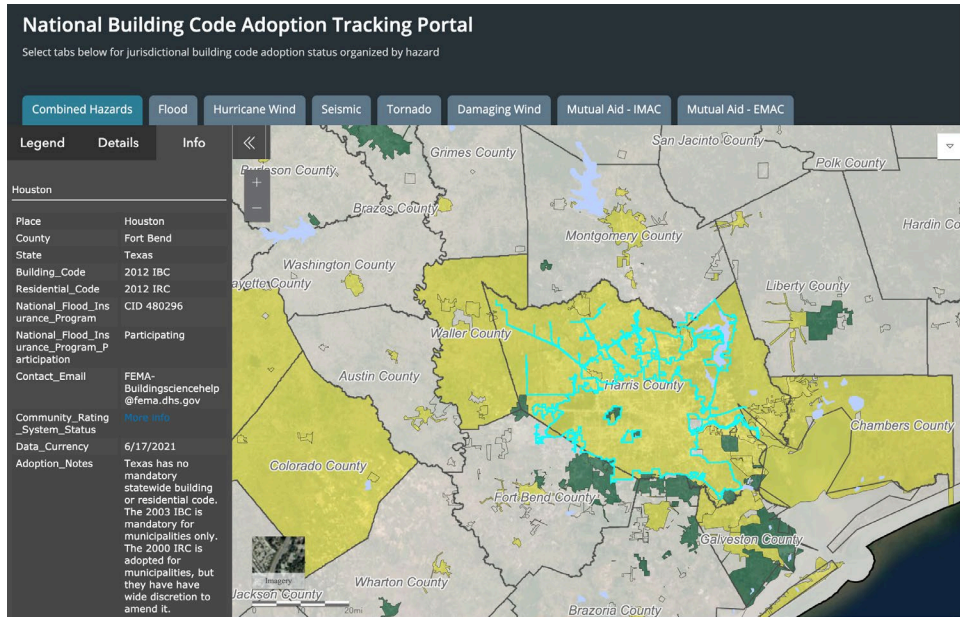 National Building Code Adoption Tracking Portal
Select tabs below for jurisdictional building code adoption status organized by hazard
Combined Hazards
Flood
Hurricane Wind
Seismic
Tornado
Damaging Wind
Mutual Aid - IMAC
Mutual Aid - EMAC
Legend
Details
Info
Houston
Place Houston
County Fort Bend
State Texas
Building_Code 2012 IBC
Residential_Code 2012 IRC
National_Flood_Ins CID 480296
urance_Program
National_Flood_Ins Participating
urance_Program_P
articipation
Contact_Email FEMA-
Buildingsciencehelp
@fema.dhs.gov
Community_Rating More info
_System_Status
Data_Currency 6/17/2021
Adoption_Notes Texas has no
mandatory
statewide building
or residential code.
The 2003 IBC is
mandatory for
municipalities only.
The 2000 IRC is
adopted for
municipalities, but
they have have
wide discretion to
amend it.
Grimes County
San Jacinto County
Polk County
Burleson County
Brazos County
Hardin Co
Montgomery County
Washington County
ayette County
Liberty County
Waller County
Austin County
Harris County
Chambers County
Colorado County
Fort Bend County
Galveston County
Imagery
Wharton County
Jackson County
0 10 20mi
Brazoria County